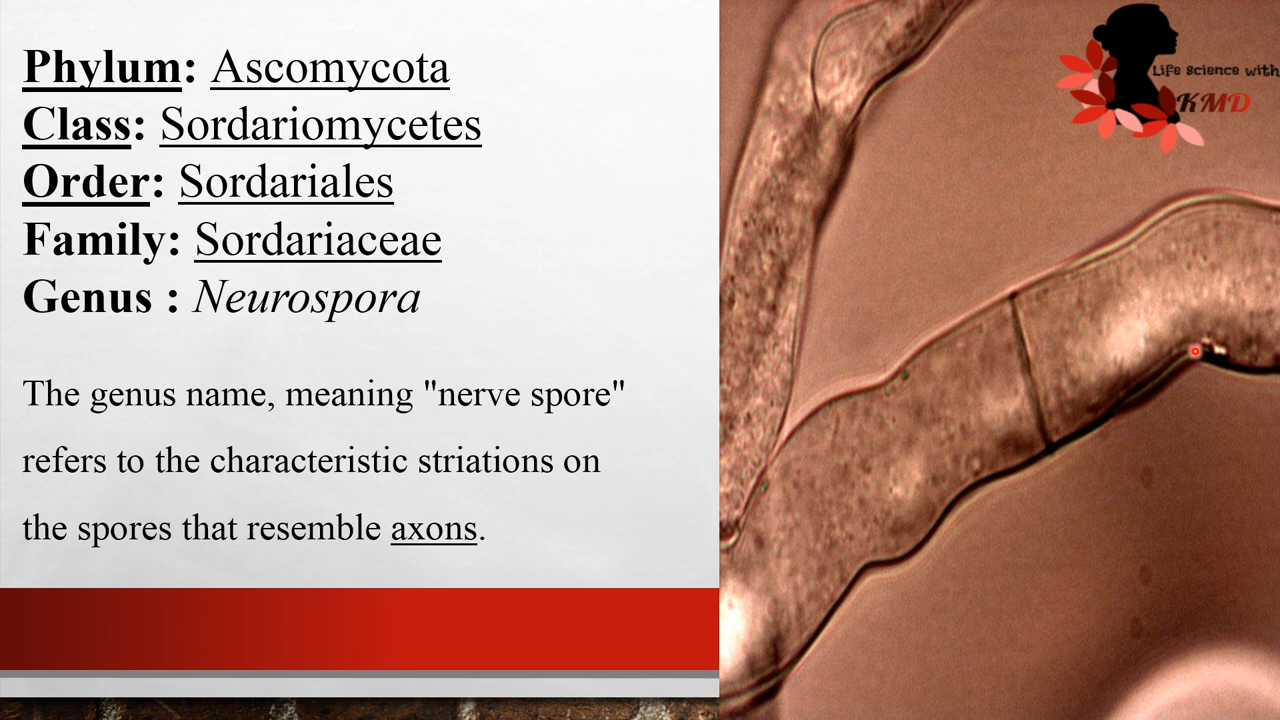 Phylum: Ascomycota
Class: Sordariomycetes
Order: Sordariales
Family: Sordariaceae
Genus : Neurospora
The genus name, meaning "nerve spore"
refers to the characteristic striations on
the spores that resemble axons.
Life science with
KMD